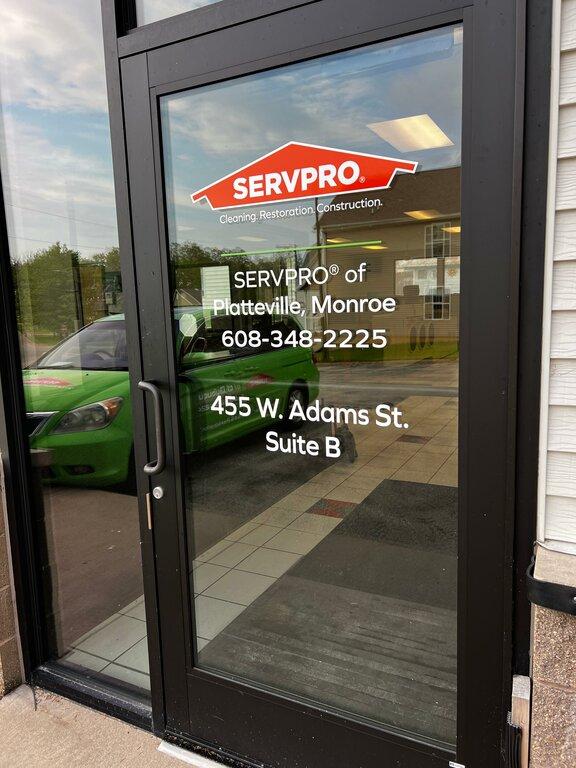 SERVPRO®
Cleaning. Restoration. Construction.
SERVPRO® of
Platteville, Monroe
608-348-2225
455 W. Adams St.
Suite B